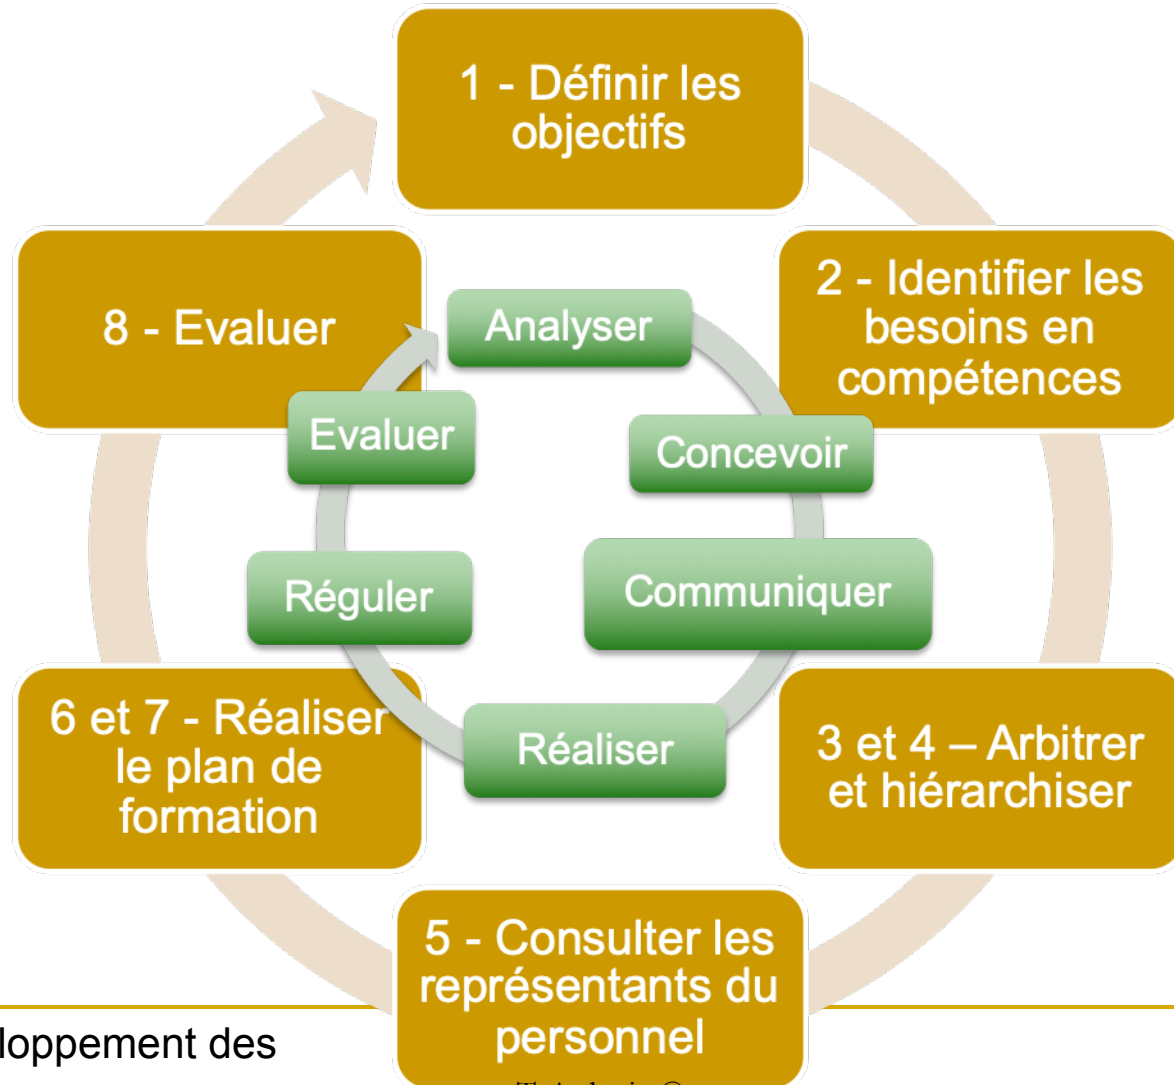 1 - Définir les
objectifs
2 - Identifier les
besoins en
compétences
3 et 4 – Arbitrer
et hiérarchiser
5 - Consulter les
représentants du
personnel
6 et 7 - Réaliser
le plan de
formation
8 - Evaluer
Analyser
Concevoir
Communiquer
Réaliser
Réguler
Evaluer
loppement des